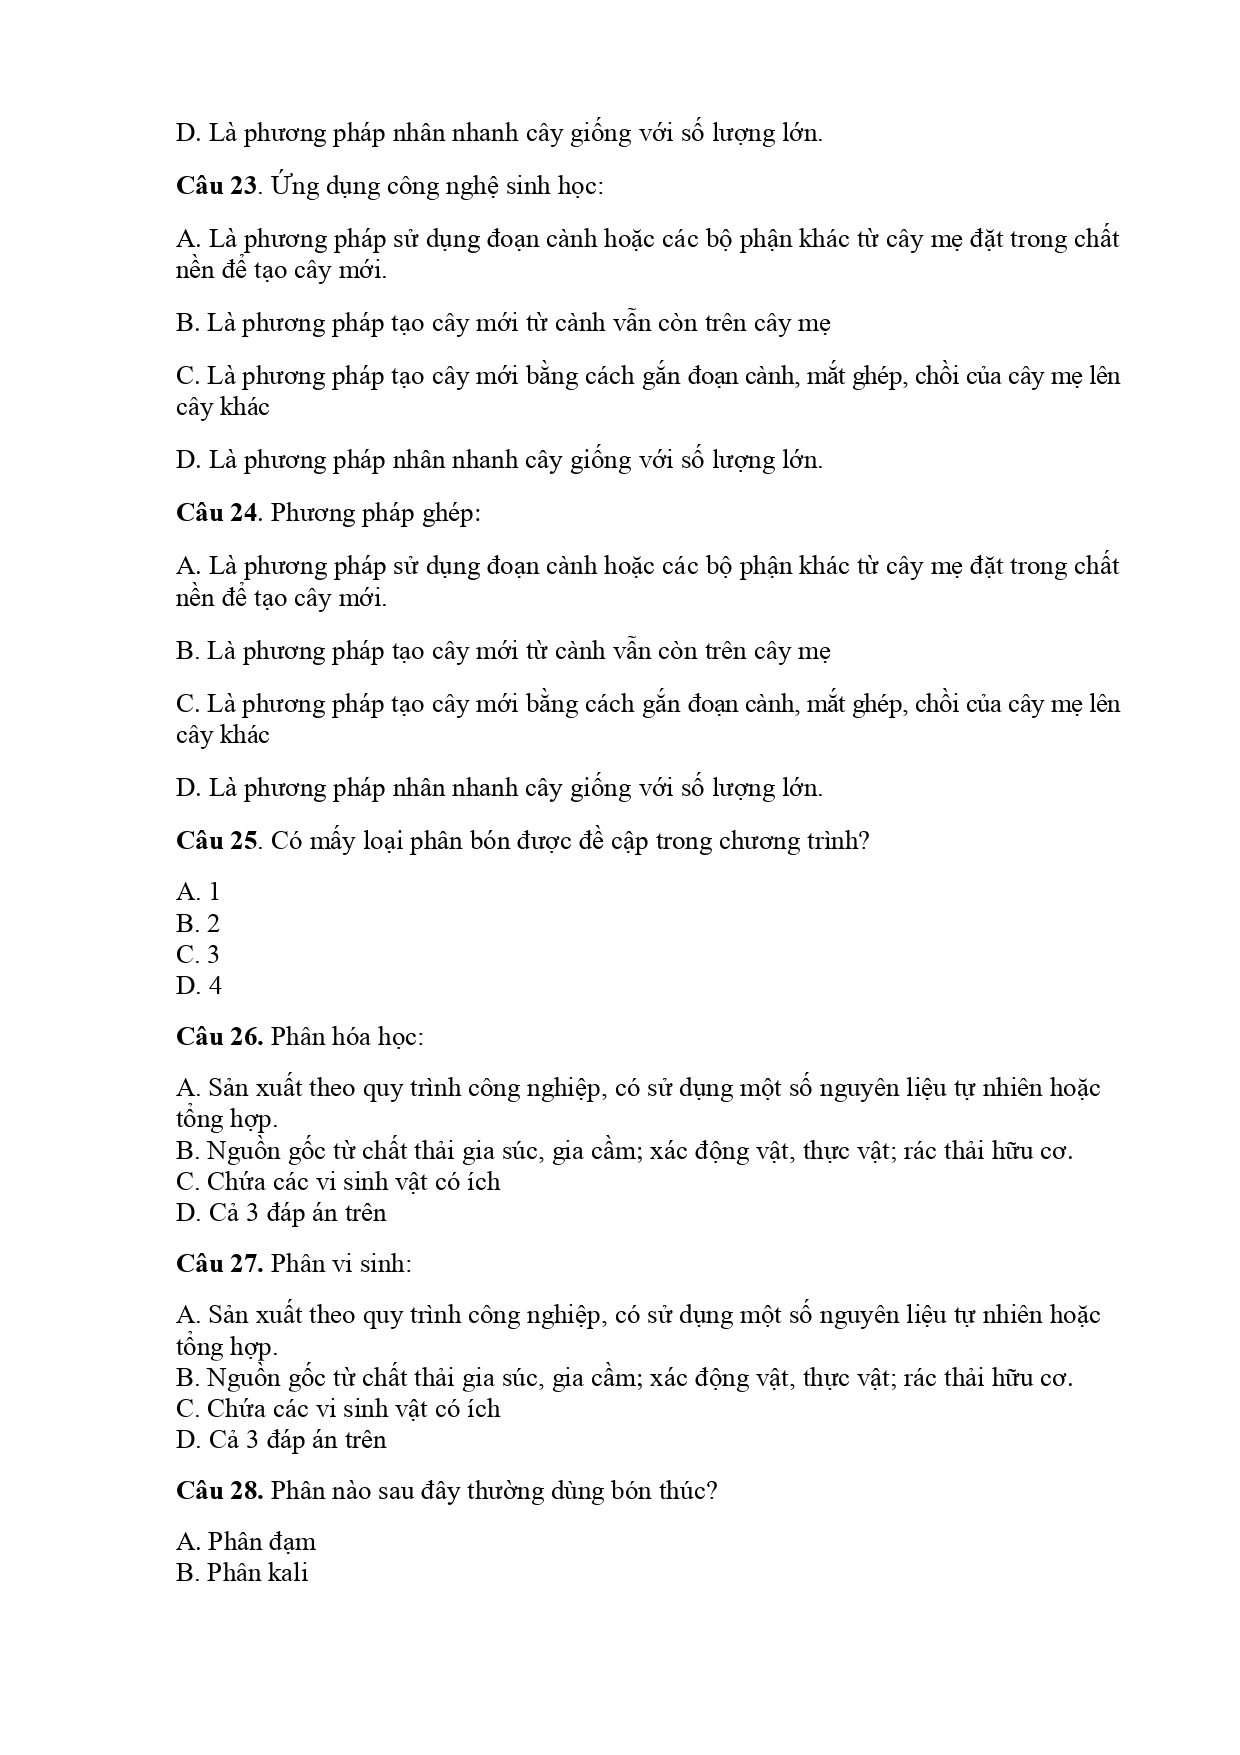 D. Là phương pháp nhân nhanh cây giống với số lượng lớn.
Câu 23. Ứng dụng công nghệ sinh học:
A. Là phương pháp sử dụng đoạn cành hoặc các bộ phận khác từ cây mẹ đặt trong chất
nền để tạo cây mới.
B. Là phương pháp tạo cây mới từ cành vẫn còn trên cây mẹ
C. Là phương pháp tạo cây mới bằng cách gắn đoạn cành, mắt ghép, chồi của cây mẹ lên
cây khác
D. Là phương pháp nhân nhanh cây giống với số lượng lớn.
Câu 24. Phương pháp ghép:
A. Là phương pháp sử dụng đoạn cành hoặc các bộ phận khác từ cây mẹ đặt trong chất
nền để tạo cây mới.
B. Là phương pháp tạo cây mới từ cành vẫn còn trên cây mẹ
C. Là phương pháp tạo cây mới bằng cách gắn đoạn cành, mắt ghép, chồi của cây mẹ lên
cây khác
D. Là phương pháp nhân nhanh cây giống với số lượng lớn.
Câu 25. Có mấy loại phân bón được đề cập trong chương trình?
A. 1
B. 2
C. 3
D. 4
Câu 26. Phân hóa học:
A. Sản xuất theo quy trình công nghiệp, có sử dụng một số nguyên liệu tự nhiên hoặc
tổng hợp.
B. Nguồn gốc từ chất thải gia súc, gia cầm; xác động vật, thực vật; rác thải hữu cơ.
C. Chứa các vi sinh vật có ích
D. Cả 3 đáp án trên
Câu 27. Phân vi sinh:
A. Sản xuất theo quy trình công nghiệp, có sử dụng một số nguyên liệu tự nhiên hoặc
tổng hợp.
B. Nguồn gốc từ chất thải gia súc, gia cầm; xác động vật, thực vật; rác thải hữu cơ.
C. Chứa các vi sinh vật có ích
D. Cả 3 đáp án trên
Câu 28. Phân nào sau đây thường dùng bón thúc?
A. Phân đạm
B. Phân kali